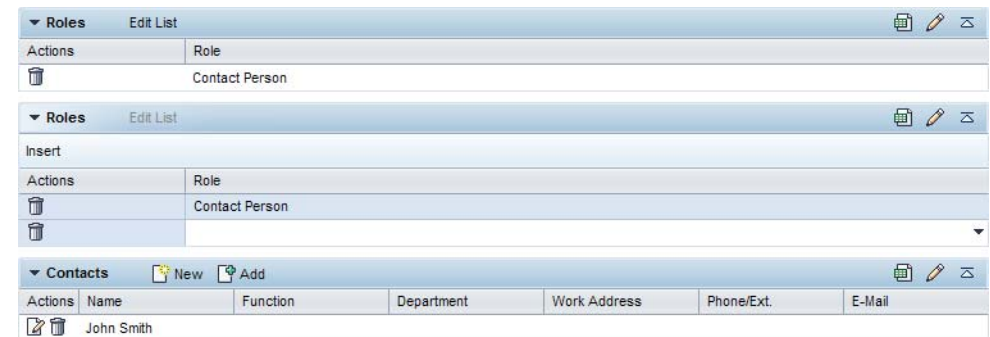 Roles Edit List
Actions Role
Contact Person
Roles Edit List
Insert
Actions Role
Contact Person
Contacts New Add
Actions Name Function Department Work Address Phone/Ext. E-Mail
John Smith